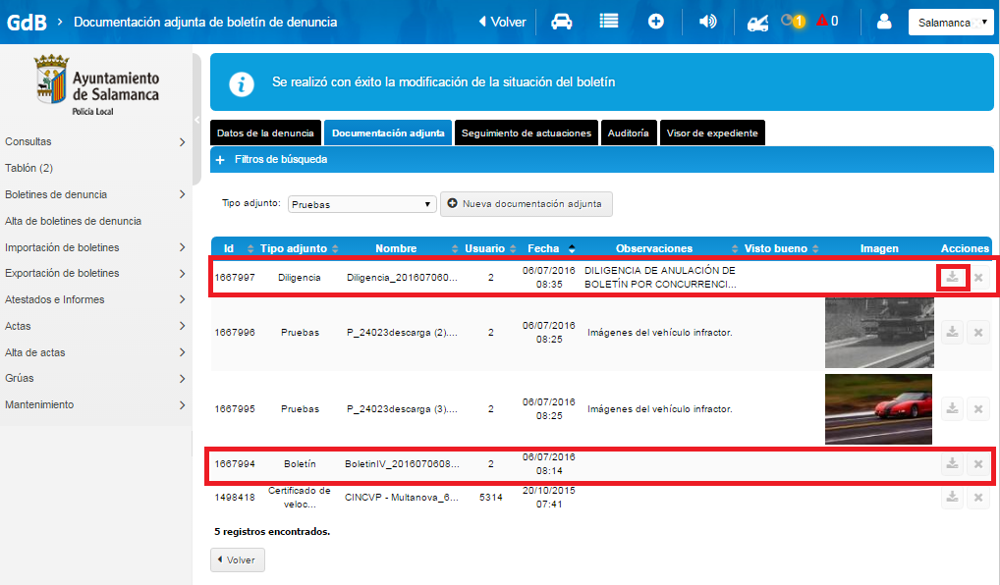 GdB > Documentación adjunta de boletín de denuncia Volver 1 0 Salamanca
Ayuntamiento
de Salamanca
Policía Local
Consultas
Tablón (2)
Boletines de denuncia
Alta de boletines de denuncia
Importación de boletines
Exportación de boletines
Atestados e Informes
Actas
Alta de actas
Grúas
Mantenimiento
Se realizó con éxito la modificación de la situación del boletín
Datos de la denuncia Documentación adjunta Seguimiento de actuaciones Auditoría Visor de expediente
+ Filtros de búsqueda
Tipo adjunto: Pruebas Nueva documentación adjunta
Id Tipo adjunto Nombre Usuario Fecha Observaciones Visto bueno Imagen Acciones
1667997 Diligencia Diligencia_201607060... 2 06/07/2016 08:35 DILIGENCIA DE ANULACIÓN DE BOLETÍN POR CONCURRENCI...
1667996 Pruebas P_24023descarga (2).... 2 06/07/2016 08:25 Imágenes del vehículo infractor.
1667995 Pruebas P_24023descarga (3).... 2 06/07/2016 08:25 Imágenes del vehículo infractor.
1667994 Boletín BoletinIV_2016070608... 2 06/07/2016 08:14
1498418 Certificado de veloc... CINCVP - Multanova_6... 5314 20/10/2015 07:41
5 registros encontrados.
Volver